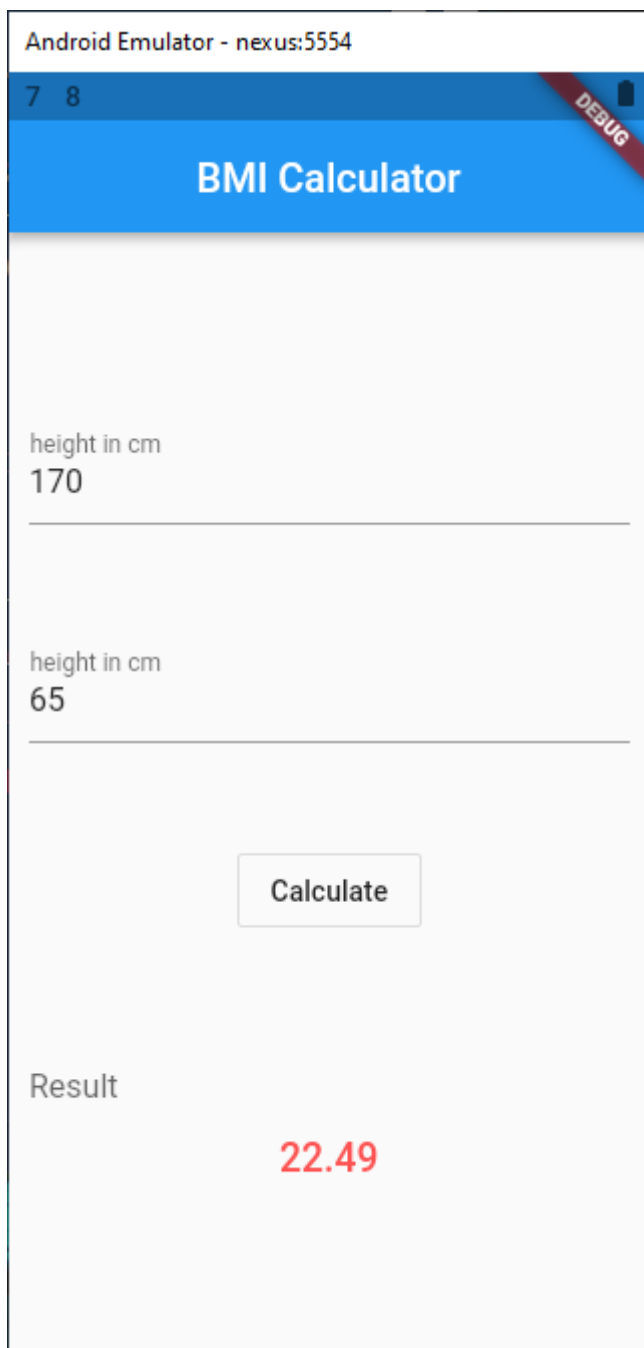 Android Emulator - nexus:5554
7 8
DEBUG
BMI Calculator
height in cm
170
height in cm
65
Calculate
Result
22.49